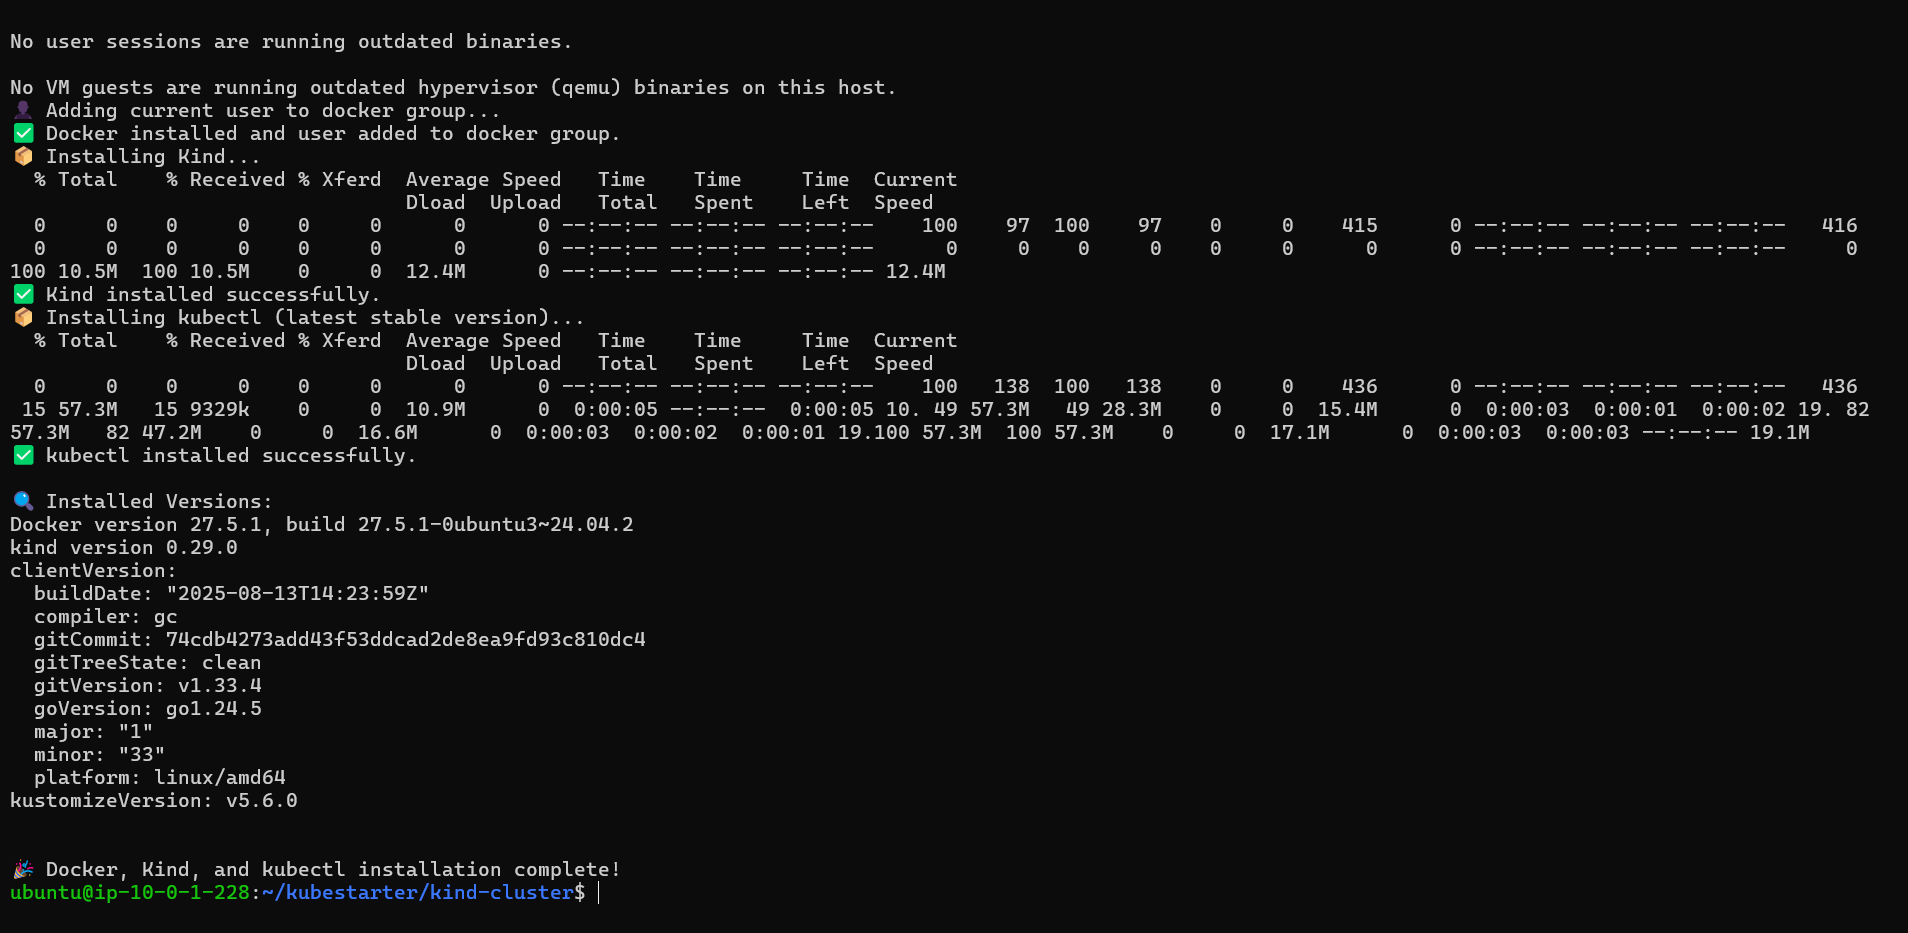 No user sessions are running outdated binaries.
No VM guests are running outdated hypervisor (qemu) binaries on this host.
👤 Adding current user to docker group...
✅ Docker installed and user added to docker group.
📦 Installing Kind...
  % Total    % Received % Xferd  Average Speed   Time    Time     Time  Current
                                 Dload  Upload   Total   Spent    Left  Speed
  0     0    0     0    0     0      0      0 --:--:-- --:--:-- --:--:--    100    97  100    97    0     0    415      0 --:--:-- --:--:-- --:--:--   416
  0     0    0     0    0     0      0      0 --:--:-- --:--:-- --:--:--      0     0    0     0    0     0      0      0 --:--:-- --:--:-- --:--:--     0
100 10.5M  100 10.5M    0     0  12.4M      0 --:--:-- --:--:-- --:--:-- 12.4M
✅ Kind installed successfully.
📦 Installing kubectl (latest stable version)...
  % Total    % Received % Xferd  Average Speed   Time    Time     Time  Current
                                 Dload  Upload   Total   Spent    Left  Speed
  0     0    0     0    0     0      0      0 --:--:-- --:--:-- --:--:--    100   138  100   138    0     0    436      0 --:--:-- --:--:-- --:--:--   436
 15 57.3M   15 9329k    0     0  10.9M      0  0:00:05 --:--:--  0:00:05 10. 49 57.3M   49 28.3M    0     0  15.4M      0  0:00:03  0:00:01  0:00:02 19. 82
57.3M   82 47.2M    0     0  16.6M      0  0:00:03  0:00:02  0:00:01 19.100 57.3M  100 57.3M    0     0  17.1M      0  0:00:03  0:00:03 --:--:-- 19.1M
✅ kubectl installed successfully.
🔍 Installed Versions:
Docker version 27.5.1, build 27.5.1-0ubuntu3~24.04.2
kind version 0.29.0
clientVersion:
  buildDate: "2025-08-13T14:23:59Z"
  compiler: gc
  gitCommit: 74cdb4273add43f53ddcad2de8ea9fd93c810dc4
  gitTreeState: clean
  gitVersion: v1.33.4
  goVersion: go1.24.5
  major: "1"
  minor: "33"
  platform: linux/amd64
kustomizeVersion: v5.6.0
🎉 Docker, Kind, and kubectl installation complete!
ubuntu@ip-10-0-1-228:~/kubestarter/kind-cluster$